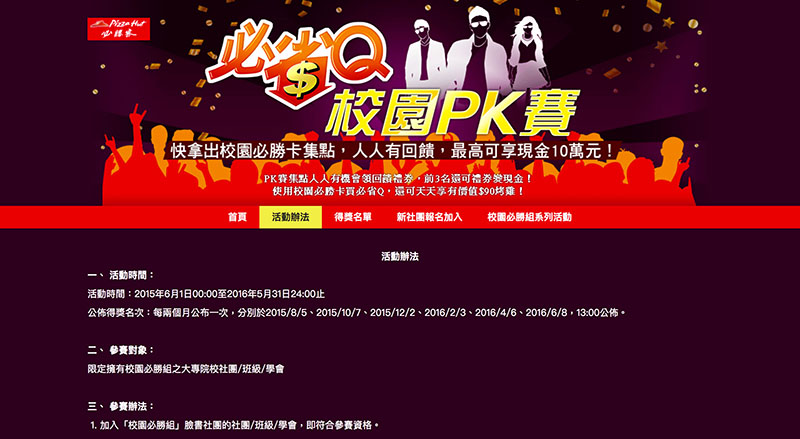 Pizza Hut
必勝客
必省Q
$
校園PK賽
快拿出校園必勝卡集點，人人有回饋，最高可享現金10萬元！
PK賽集點人人有機會領回饋禮券，前3名還可禮券變現金！
使用校園必勝卡買必省Q，還可天天享有價值$90烤雞！
首頁 活動辦法 得獎名單 新社團報名加入 校園必勝組系列活動
活動辦法
一、 活動時間：
活動時間：2015年6月1日00:00至2016年5月31日24:00止
公佈得獎名次：每兩個月公布一次，分別於2015/8/5、2015/10/7、2015/12/2、2016/2/3、2016/4/6、2016/6/8，13:00公佈。
二、 參賽對象：
限定擁有校園必勝組之大專院校社團/班級/學會
三、 參賽辦法：
1. 加入「校園必勝組」臉書社團的社團/班級/學會，即符合參賽資格。